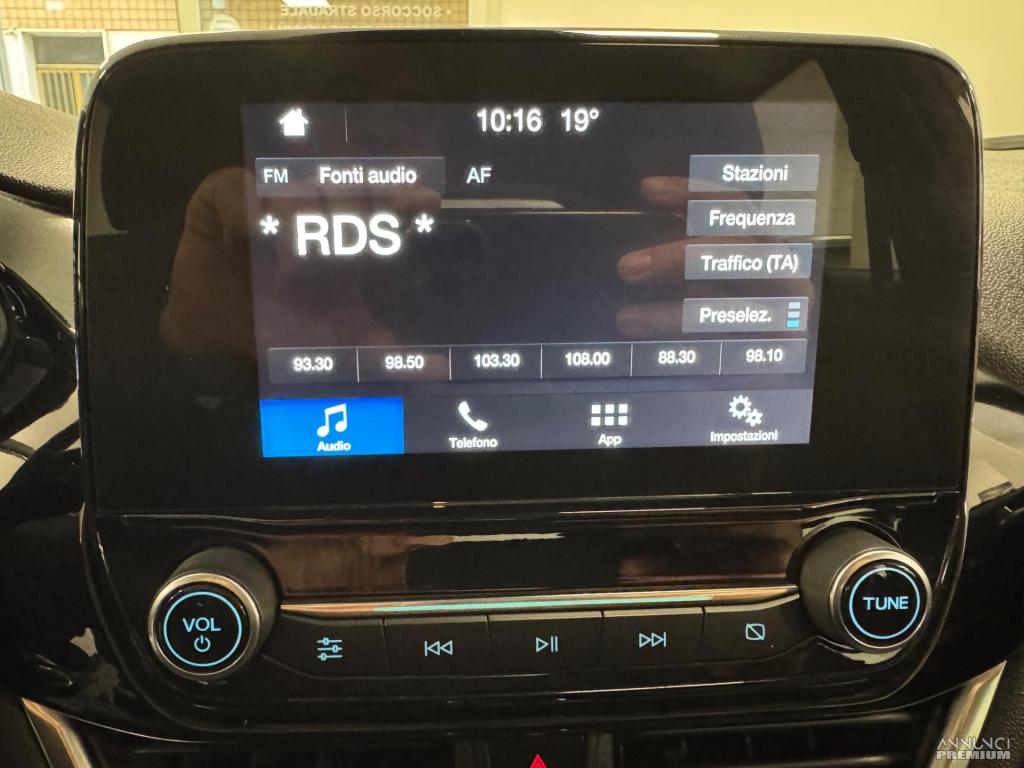 • SOCCORSO STRADALE
10:16 19°
FM Fonti audio AF Stazioni
* RDS * Frequenza
Traffico (TA)
Preselez.
93.30 98.50 103.30 108.00 88.30 98.10
Audio Telefono App Impostazioni
VOL TUNE
ANNUNCI
PREMIUM